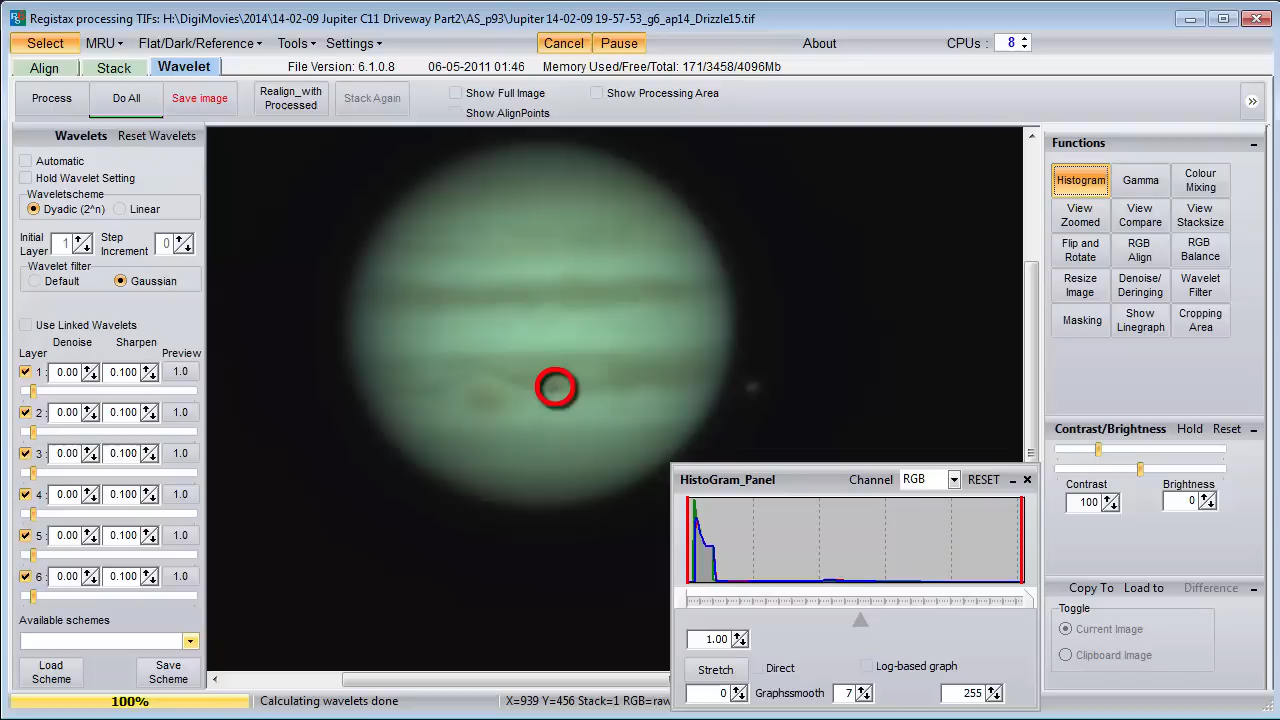 Registax processing TIFs: H:\DigiMovies\2014\14-02-09 Jupiter C11 Driveway Part2\AS_p93\Jupiter 14-02-09 19-57-53_g6_ap14_Drizzle15.tif
Select MRU Flat/Dark/Reference Tools Settings Cancel Pause About CPUs : 8
Align Stack Wavelet File Version: 6.1.0.8 06-05-2011 01:46 Memory Used/Free/Total: 171/3458/4096Mb
Process Do All Save image Realign_with Processed Stack Again
Show Full Image Show Processing Area
Show AlignPoints
Wavelets Reset Wavelets
Automatic
Hold Wavelet Setting
Waveletscheme
Dyadic (2^n) Linear
Initial Layer 1 Step Increment 0
Wavelet filter
Default Gaussian
Use Linked Wavelets
Denoise Sharpen
Layer Preview
1 : 0.00 0.100 1.0
2 : 0.00 0.100 1.0
3 : 0.00 0.100 1.0
4 : 0.00 0.100 1.0
5 : 0.00 0.100 1.0
6 : 0.00 0.100 1.0
Available schemes
Load Scheme Save Scheme
Functions
Histogram Gamma Colour Mixing
View Zoomed View Compare View Stacksize
Flip and Rotate RGB Align RGB Balance
Resize Image Denoise/ Deringing Wavelet Filter
Masking Show Linegraph Cropping Area
Contrast/Brightness Hold Reset
Contrast Brightness
100 0
Copy To Load to Difference
Toggle
Current Image
Clipboard Image
HistoGram_Panel Channel RGB RESET
1.00
Stretch Direct Log-based graph
0 Graphssmooth 7 255
100% Calculating wavelets done X=939 Y=456 Stack=1 RGB=raw